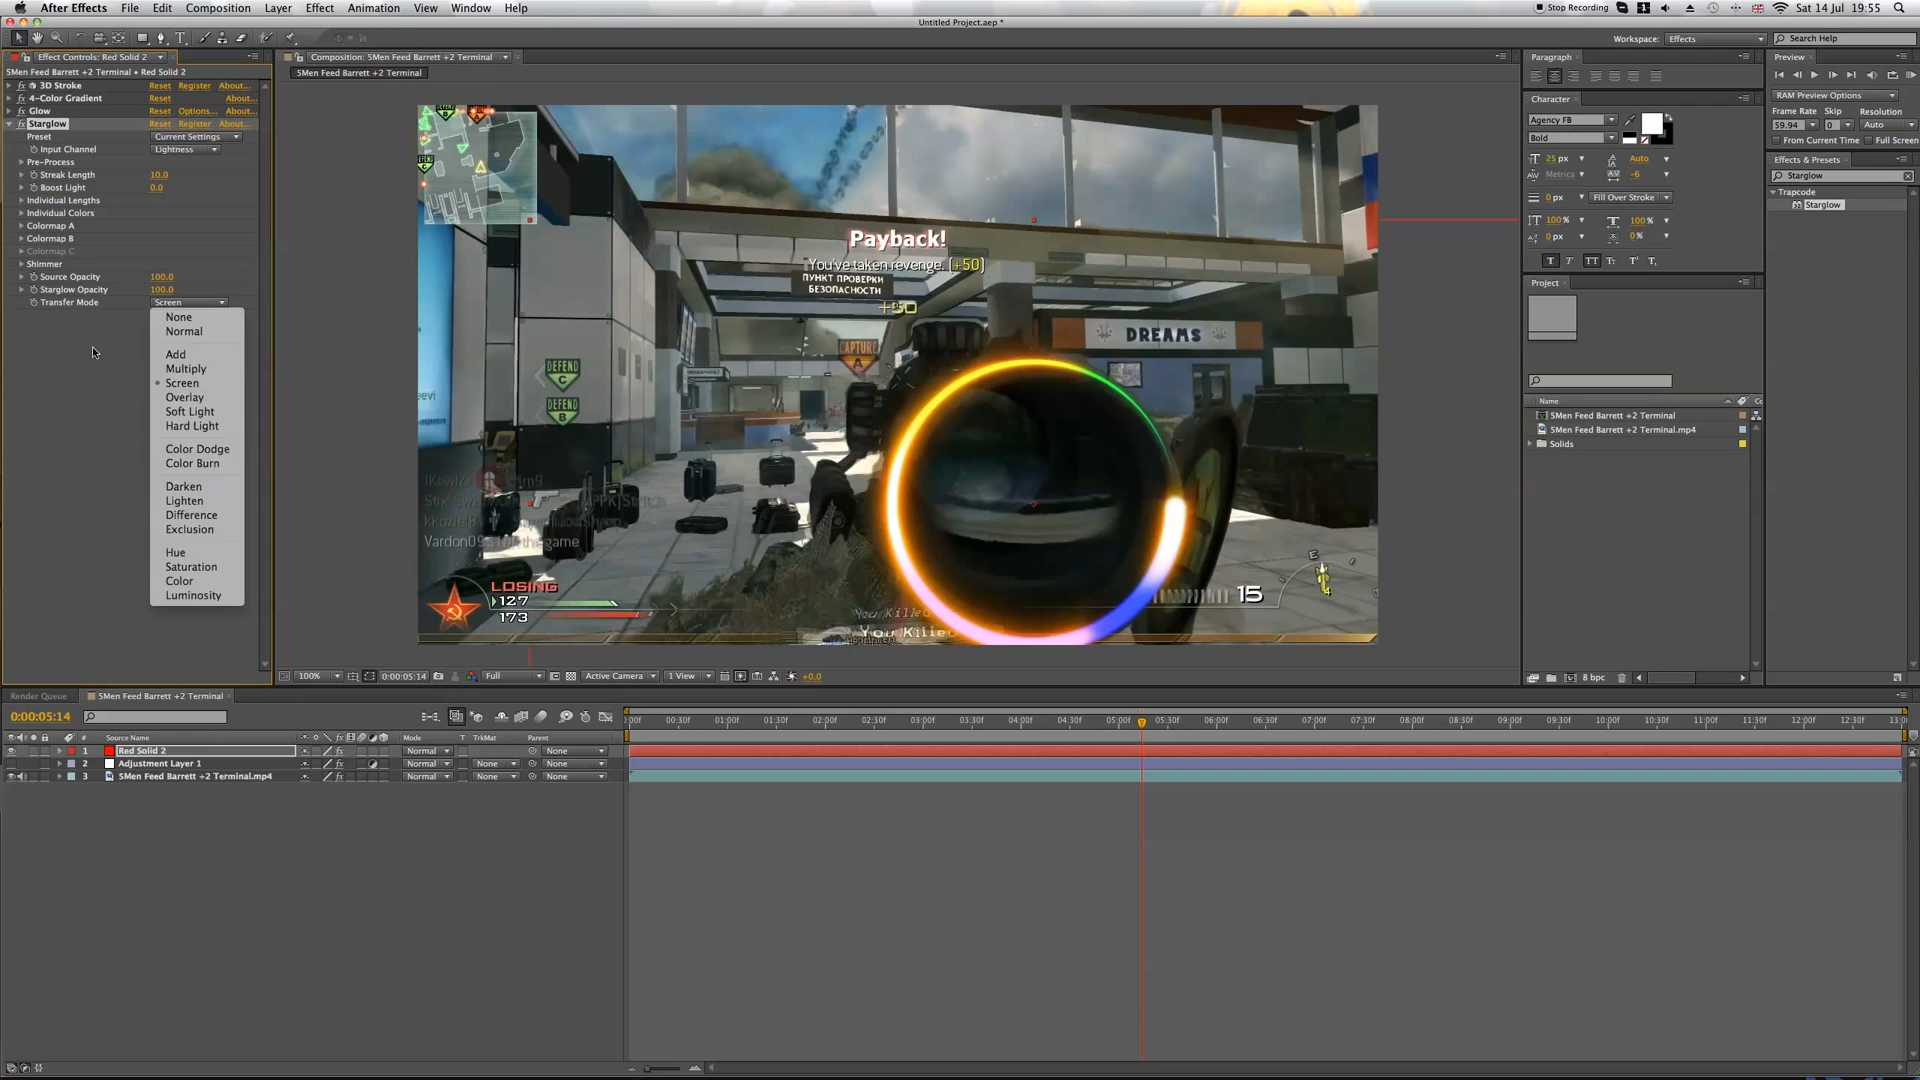 After Effects File Edit Composition Layer Effect Animation View Window Help
Stop Recording
Sat 14 Jul 19:55
Untitled Project.aep *
Workspace: Effects
Search Help
Effect Controls: Red Solid 2
5Men Feed Barrett +2 Terminal • Red Solid 2
3D Stroke Reset Register About...
4-Color Gradient Reset About...
Glow Reset Options... About...
Starglow Reset Register About...
Preset Current Settings
Input Channel Lightness
Pre-Process
Streak Length 10.0
Boost Light 0.0
Individual Lengths
Individual Colors
Colormap A
Colormap B
Colormap C
Shimmer
Source Opacity 100.0
Starglow Opacity 100.0
Transfer Mode Screen
None
Normal
Add
Multiply
Screen
Overlay
Soft Light
Hard Light
Color Dodge
Color Burn
Darken
Lighten
Difference
Exclusion
Hue
Saturation
Color
Luminosity
Composition: 5Men Feed Barrett +2 Terminal
5Men Feed Barrett +2 Terminal
Payback!
You've taken revenge. (+50)
ПУНКТ ПРОВЕРКИ
БЕЗОПАСНОСТИ
+50
DREAMS
CAPTURE
A
DEFEND
C
DEFEND
B
Vardon09 the game
LOSING
127
173
You Killed
You Killed
15
E
4
100% 0:00:05:14 Full Active Camera 1 View +0.0
Paragraph
Character
Agency FB
Bold
25 px Auto
Metrics -6
0 px Fill Over Stroke
100% 100%
0 px 0 %
T T TT Tr T' T,
Project
Name
5Men Feed Barrett +2 Terminal
5Men Feed Barrett +2 Terminal.mp4
Solids
8 bpc
Preview
RAM Preview Options
Frame Rate Skip Resolution
59.94 0 Auto
From Current Time Full Screen
Effects & Presets
Starglow
Trapcode
Starglow
Render Queue 5Men Feed Barrett +2 Terminal
0:00:05:14
# Source Name Mode T TrkMat Parent
1 Red Solid 2 Normal None
2 Adjustment Layer 1 Normal None None
3 5Men Feed Barrett +2 Terminal.mp4 Normal None None
:00f 00:30f 01:00f 01:30f 02:00f 02:30f 03:00f 03:30f 04:00f 04:30f 05:00f 05:30f 06:00f 06:30f 07:00f 07:30f 08:00f 08:30f 09:00f 09:30f 10:00f 10:30f 11:00f 11:30f 12:00f 12:30f 13:0